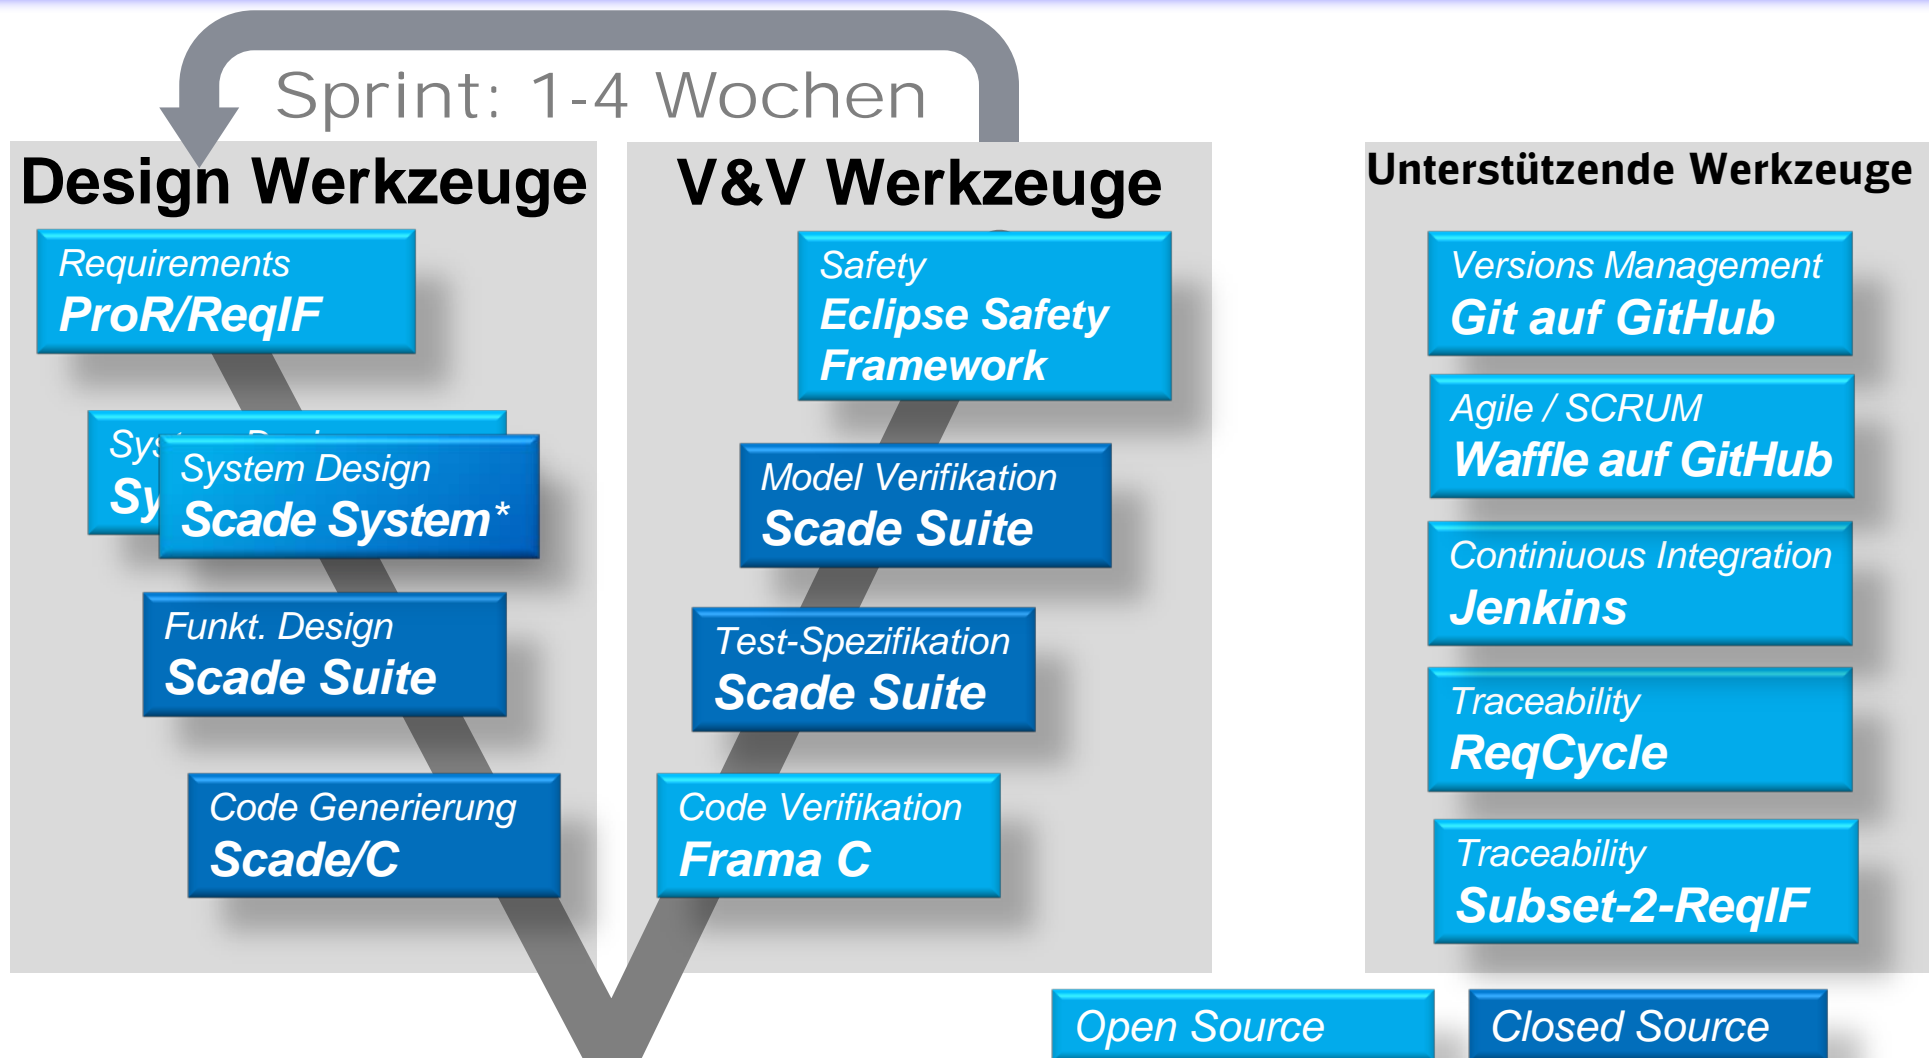 Sprint: 1-4 Wochen
Design Werkzeuge
Requirements
ProR/ReqIF
System Design
Scade System*
Funkt. Design
Scade Suite
Code Generierung
Scade/C
V&V Werkzeuge
Safety
Eclipse Safety
Framework
Model Verifikation
Scade Suite
Test-Spezifikation
Scade Suite
Code Verifikation
Frama C
Unterstützende Werkzeuge
Versions Management
Git auf GitHub
Agile / SCRUM
Waffle auf GitHub
Continiuous Integration
Jenkins
Traceability
ReqCycle
Traceability
Subset-2-ReqIF
Open Source
Closed Source